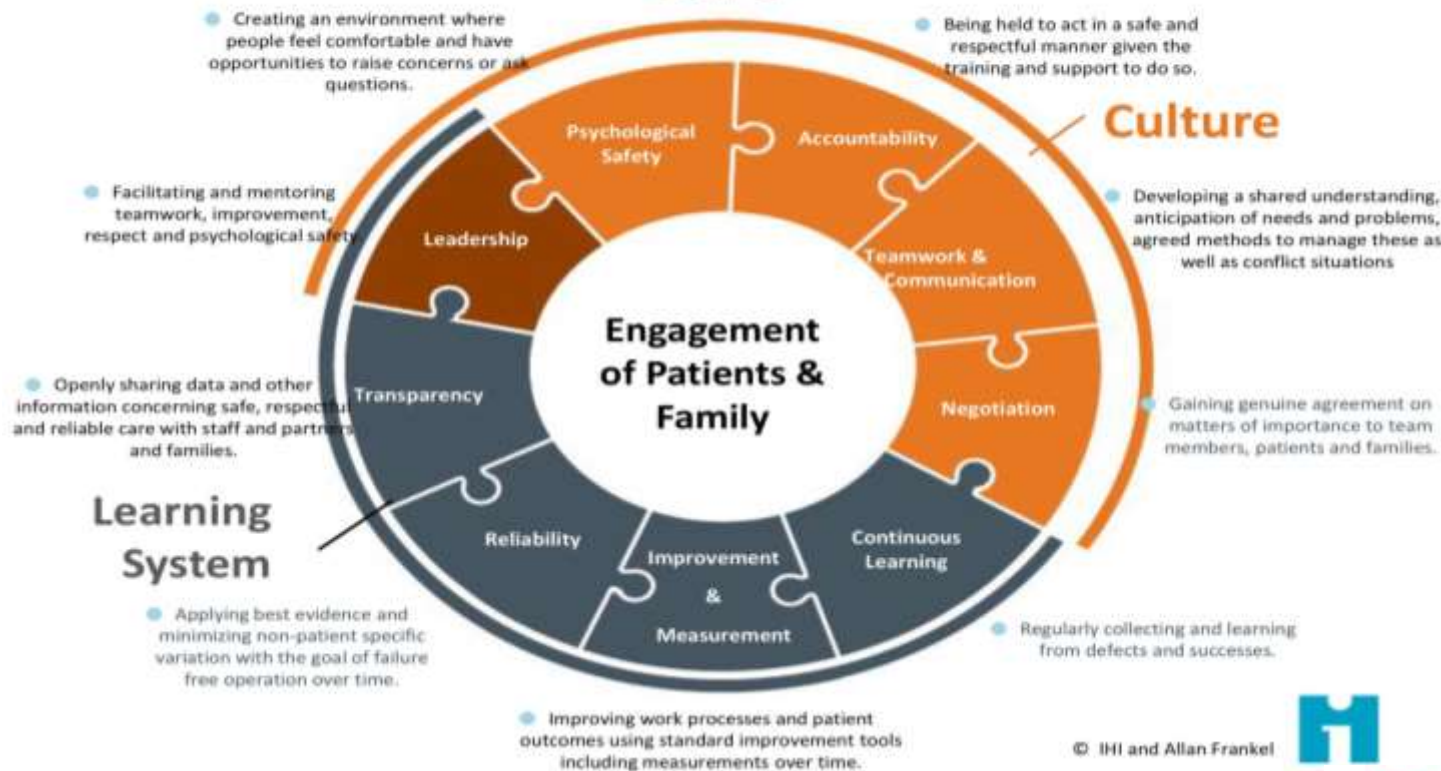 Creating an environment where
people feel comfortable and have
opportunities to raise concerns or ask
questions.
Being held to act in a safe and
respectful manner given the
training and support to do so.
Culture
Psychological
Safety
Accountability
Facilitating and mentoring
teamwork, improvement,
respect and psychological safety.
Leadership
Developing a shared understanding,
anticipation of needs and problems,
agreed methods to manage these as
well as conflict situations
Teamwork &
Communication
Engagement
of Patients &
Family
Openly sharing data and other
information concerning safe, respectful
and reliable care with staff and partners
and families.
Transparency
Negotiation
Gaining genuine agreement on
matters of importance to team
members, patients and families.
Learning
System
Reliability
Improvement
&
Measurement
Continuous
Learning
Applying best evidence and
minimizing non-patient specific
variation with the goal of failure
free operation over time.
Regularly collecting and learning
from defects and successes.
Improving work processes and patient
outcomes using standard improvement tools
including measurements over time.
© IHI and Allan Frankel